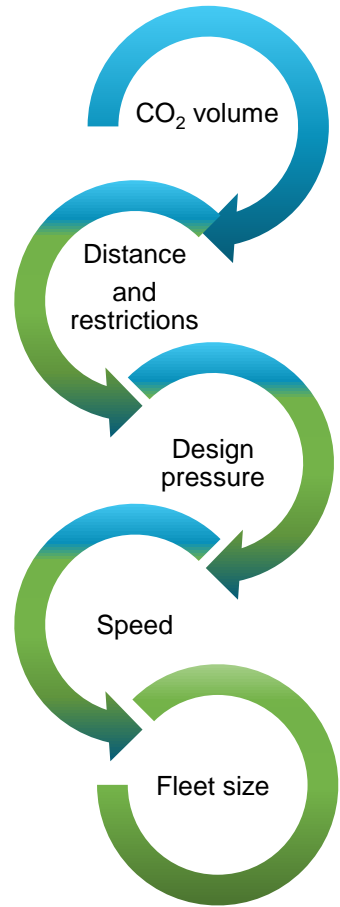 CO₂ volume
Distance
and
restrictions
Design
pressure
Speed
Fleet size